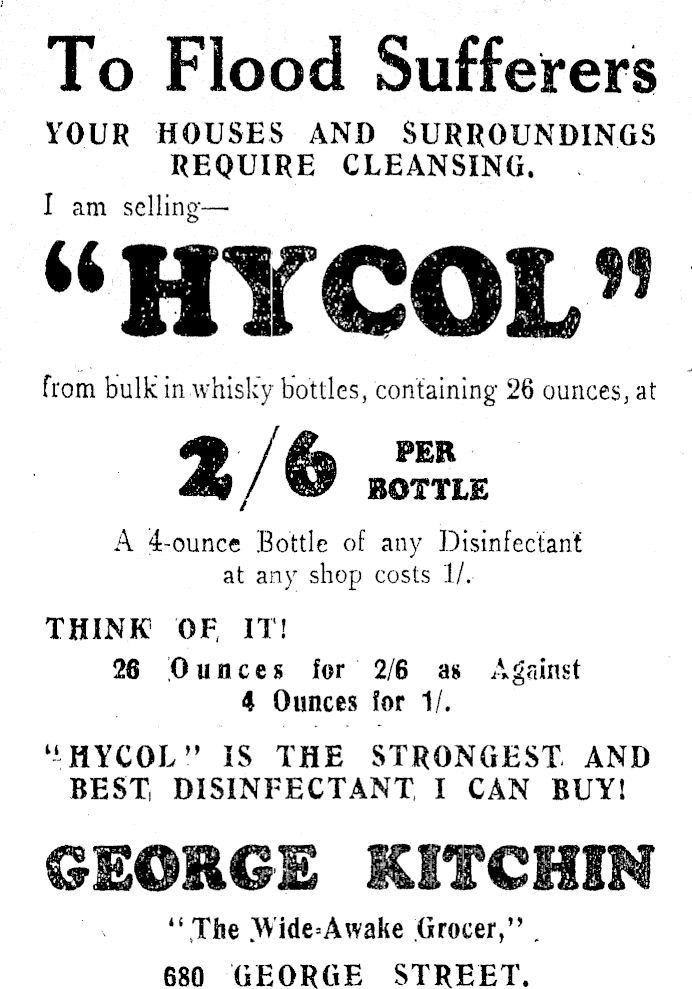 To Flood Sufferers
YOUR HOUSES AND SURROUNDINGS
REQUIRE CLEANSING.
I am selling—
“HYCOL”
from bulk in whisky bottles, containing 26 ounces, at
2/6 PER
BOTTLE
A 4-ounce Bottle of any Disinfectant
at any shop costs 1/.
THINK OF IT!
26 Ounces for 2/6 as Against
4 Ounces for 1/.
“HYCOL” IS THE STRONGEST AND
BEST DISINFECTANT I CAN BUY!
GEORGE KITCHIN
“The Wide-Awake Grocer,”
680 GEORGE STREET.